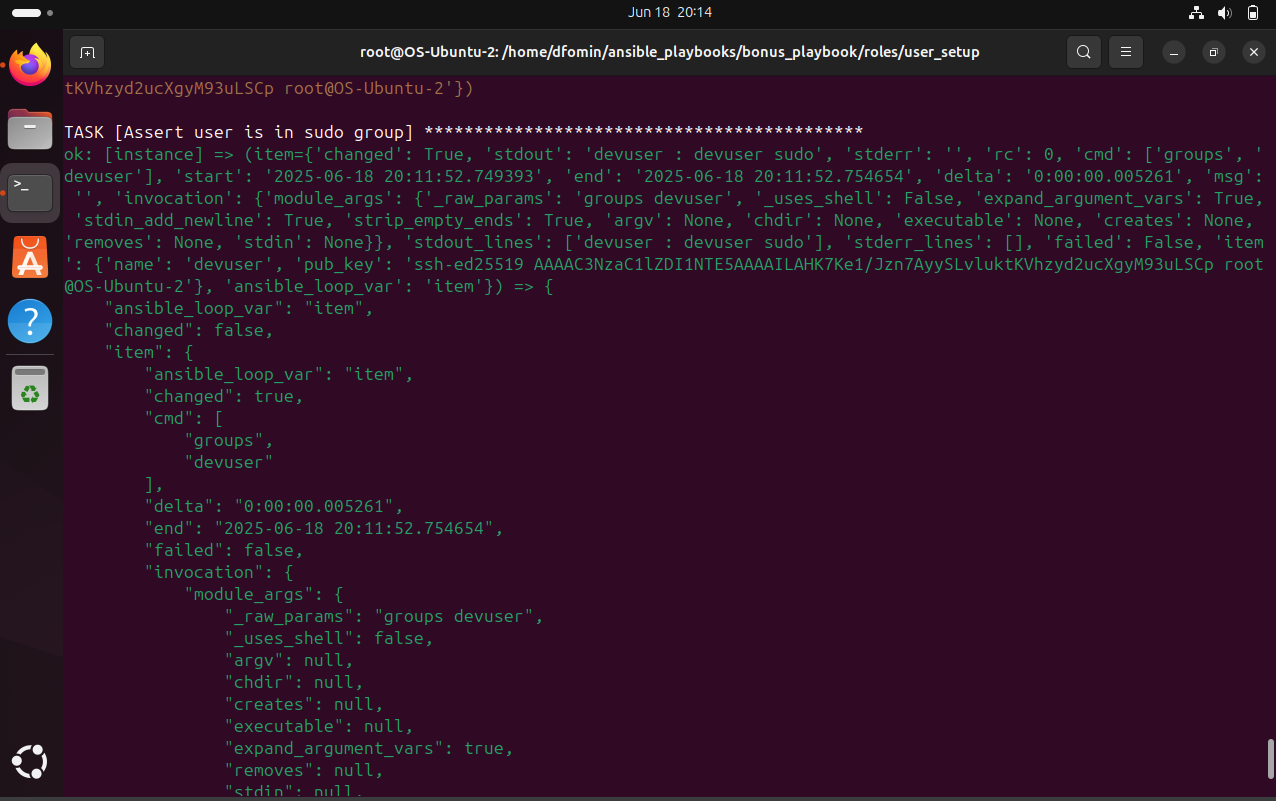 Jun 18 20:14
root@OS-Ubuntu-2: /home/dfomin/ansible_playbooks/bonus_playbook/roles/user_setup
tKVhzyd2ucXgyM93uLSCp root@OS-Ubuntu-2'})
TASK [Assert user is in sudo group] ********************************************
ok: [instance] => (item={'changed': True, 'stdout': 'devuser : devuser sudo', 'stderr': '', 'rc': 0, 'cmd': ['groups', '
devuser'], 'start': '2025-06-18 20:11:52.749393', 'end': '2025-06-18 20:11:52.754654', 'delta': '0:00:00.005261', 'msg':
 '', 'invocation': {'module_args': {'_raw_params': 'groups devuser', '_uses_shell': False, 'expand_argument_vars': True,
 'stdin_add_newline': True, 'strip_empty_ends': True, 'argv': None, 'chdir': None, 'executable': None, 'creates': None, 
'removes': None, 'stdin': None}}, 'stdout_lines': ['devuser : devuser sudo'], 'stderr_lines': [], 'failed': False, 'item
': {'name': 'devuser', 'pub_key': 'ssh-ed25519 AAAAC3NzaC1lZDI1NTE5AAAAILAHK7Ke1/Jzn7AyySLvluktKVhzyd2ucXgyM93uLSCp root
@OS-Ubuntu-2'}, 'ansible_loop_var': 'item'}) => {
    "ansible_loop_var": "item",
    "changed": false,
    "item": {
        "ansible_loop_var": "item",
        "changed": true,
        "cmd": [
            "groups",
            "devuser"
        ],
        "delta": "0:00:00.005261",
        "end": "2025-06-18 20:11:52.754654",
        "failed": false,
        "invocation": {
            "module_args": {
                "_raw_params": "groups devuser",
                "_uses_shell": false,
                "argv": null,
                "chdir": null,
                "creates": null,
                "executable": null,
                "expand_argument_vars": true,
                "removes": null,
                "stdin": null,